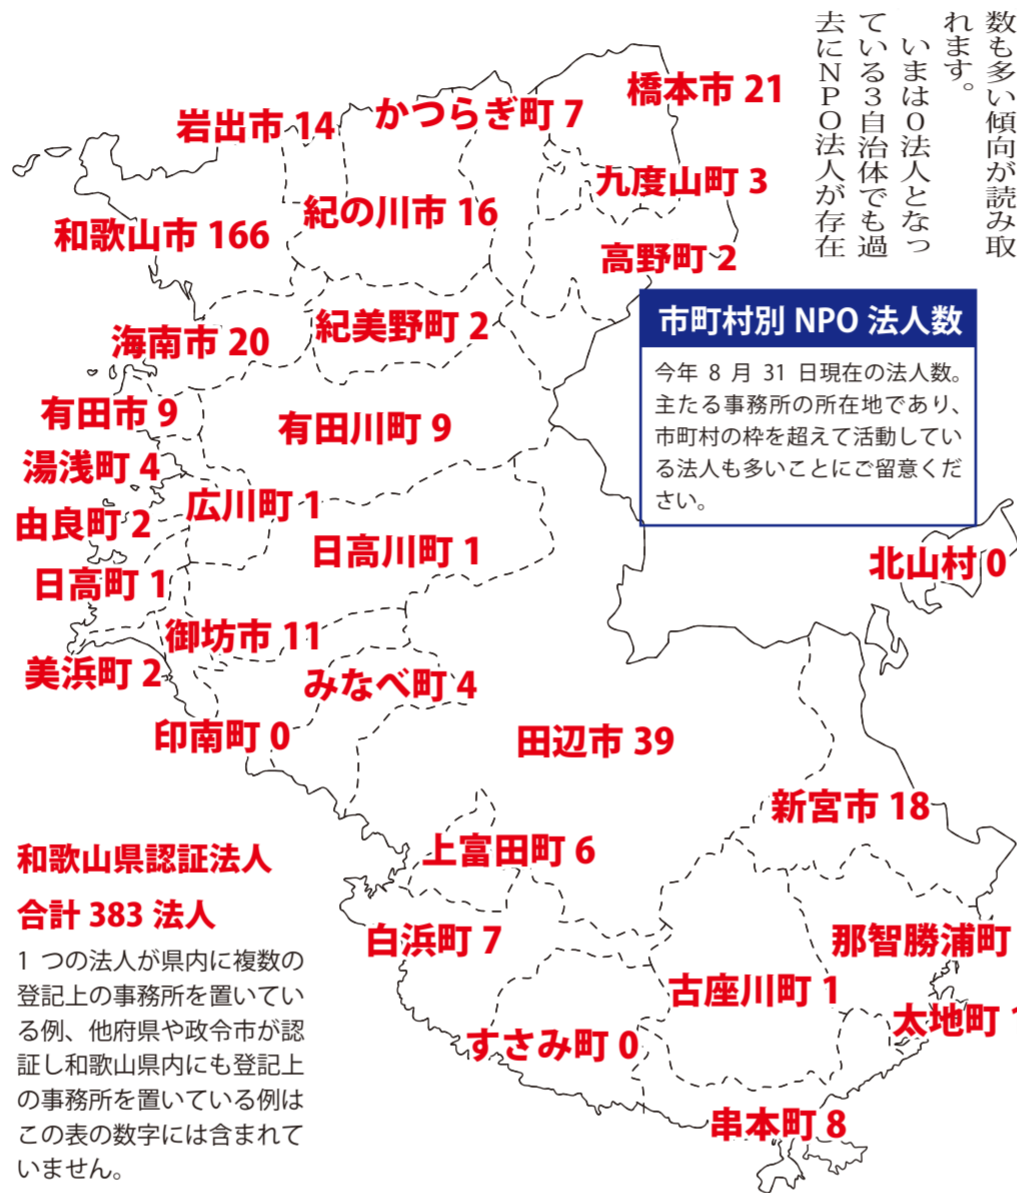 数も多い傾向が読み取
れます。
いまは０法人となっ
ている３自治体でも過
去にＮＰＯ法人が存在
橋本市 21
かつらぎ町 7
岩出市 14
九度山町 3
紀の川市 16
和歌山市 166
高野町 2
市町村別 NPO 法人数
今年 8 月 31 日現在の法人数。
主たる事務所の所在地であり、
市町村の枠を超えて活動してい
る法人も多いことにご留意くだ
さい。
紀美野町 2
海南市 20
有田市 9
有田川町 9
湯浅町 4
広川町 1
由良町 2
日高川町 1
北山村 0
日高町 1
御坊市 11
美浜町 2
みなべ町 4
印南町 0
田辺市 39
新宮市 18
上富田町 6
白浜町 7
那智勝浦町
古座川町 1
太地町
すさみ町 0
串本町 8
和歌山県認証法人
合計 383 法人
1 つの法人が県内に複数の
登記上の事務所を置いてい
る例、他府県や政令市が認
証し和歌山県内にも登記上
の事務所を置いている例は
この表の数字には含まれて
いません。